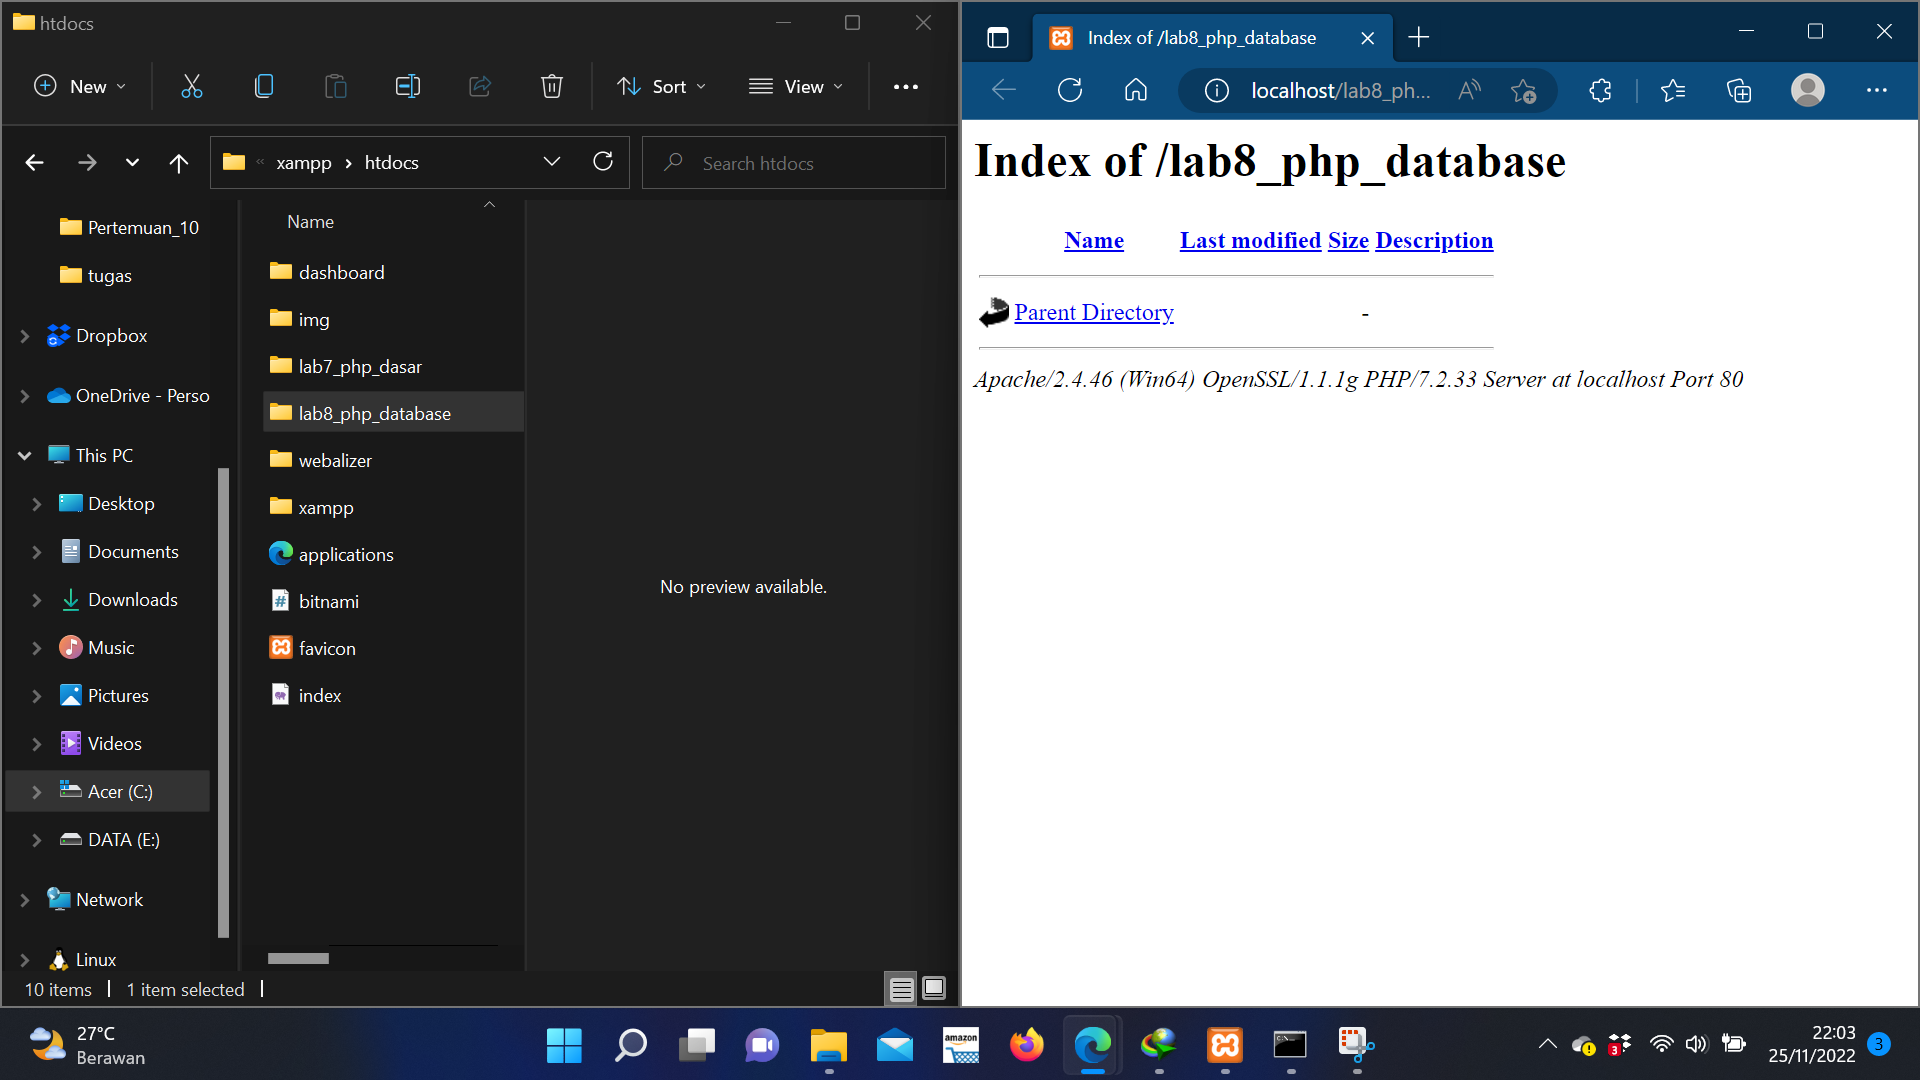 htdocs
New
Sort
View
xampp > htdocs
Search htdocs
Pertemuan_10
tugas
Dropbox
OneDrive - Perso
This PC
Desktop
Documents
Downloads
Music
Pictures
Videos
Acer (C:)
DATA (E:)
Network
Linux
Name
dashboard
img
lab7_php_dasar
lab8_php_database
webalizer
xampp
applications
bitnami
favicon
index
No preview available.
10 items
1 item selected
Index of /lab8_php_database
localhost/lab8_ph...
Index of /lab8_php_database
Name Last modified Size Description
Parent Directory -
Apache/2.4.46 (Win64) OpenSSL/1.1.1g PHP/7.2.33 Server at localhost Port 80
27°C
Berawan
amazon
3
22:03
25/11/2022
3